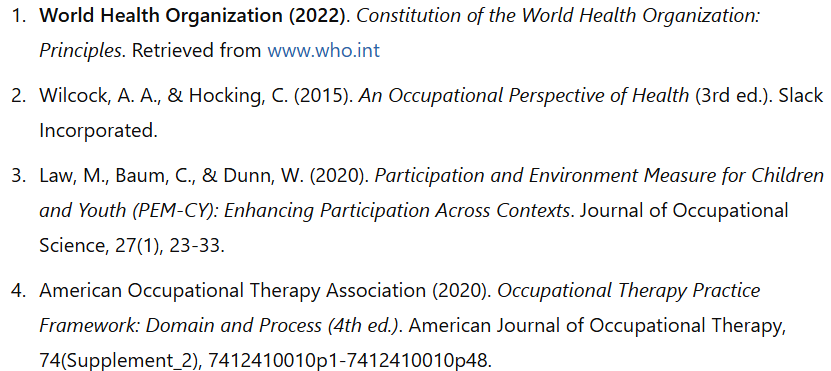 1. World Health Organization (2022). Constitution of the World Health Organization:
Principles. Retrieved from www.who.int
2. Wilcock, A. A., & Hocking, C. (2015). An Occupational Perspective of Health (3rd ed.). Slack
Incorporated.
3. Law, M., Baum, C., & Dunn, W. (2020). Participation and Environment Measure for Children
and Youth (PEM-CY): Enhancing Participation Across Contexts. Journal of Occupational
Science, 27(1), 23-33.
4. American Occupational Therapy Association (2020). Occupational Therapy Practice
Framework: Domain and Process (4th ed.). American Journal of Occupational Therapy,
74(Supplement_2), 7412410010p1-7412410010p48.